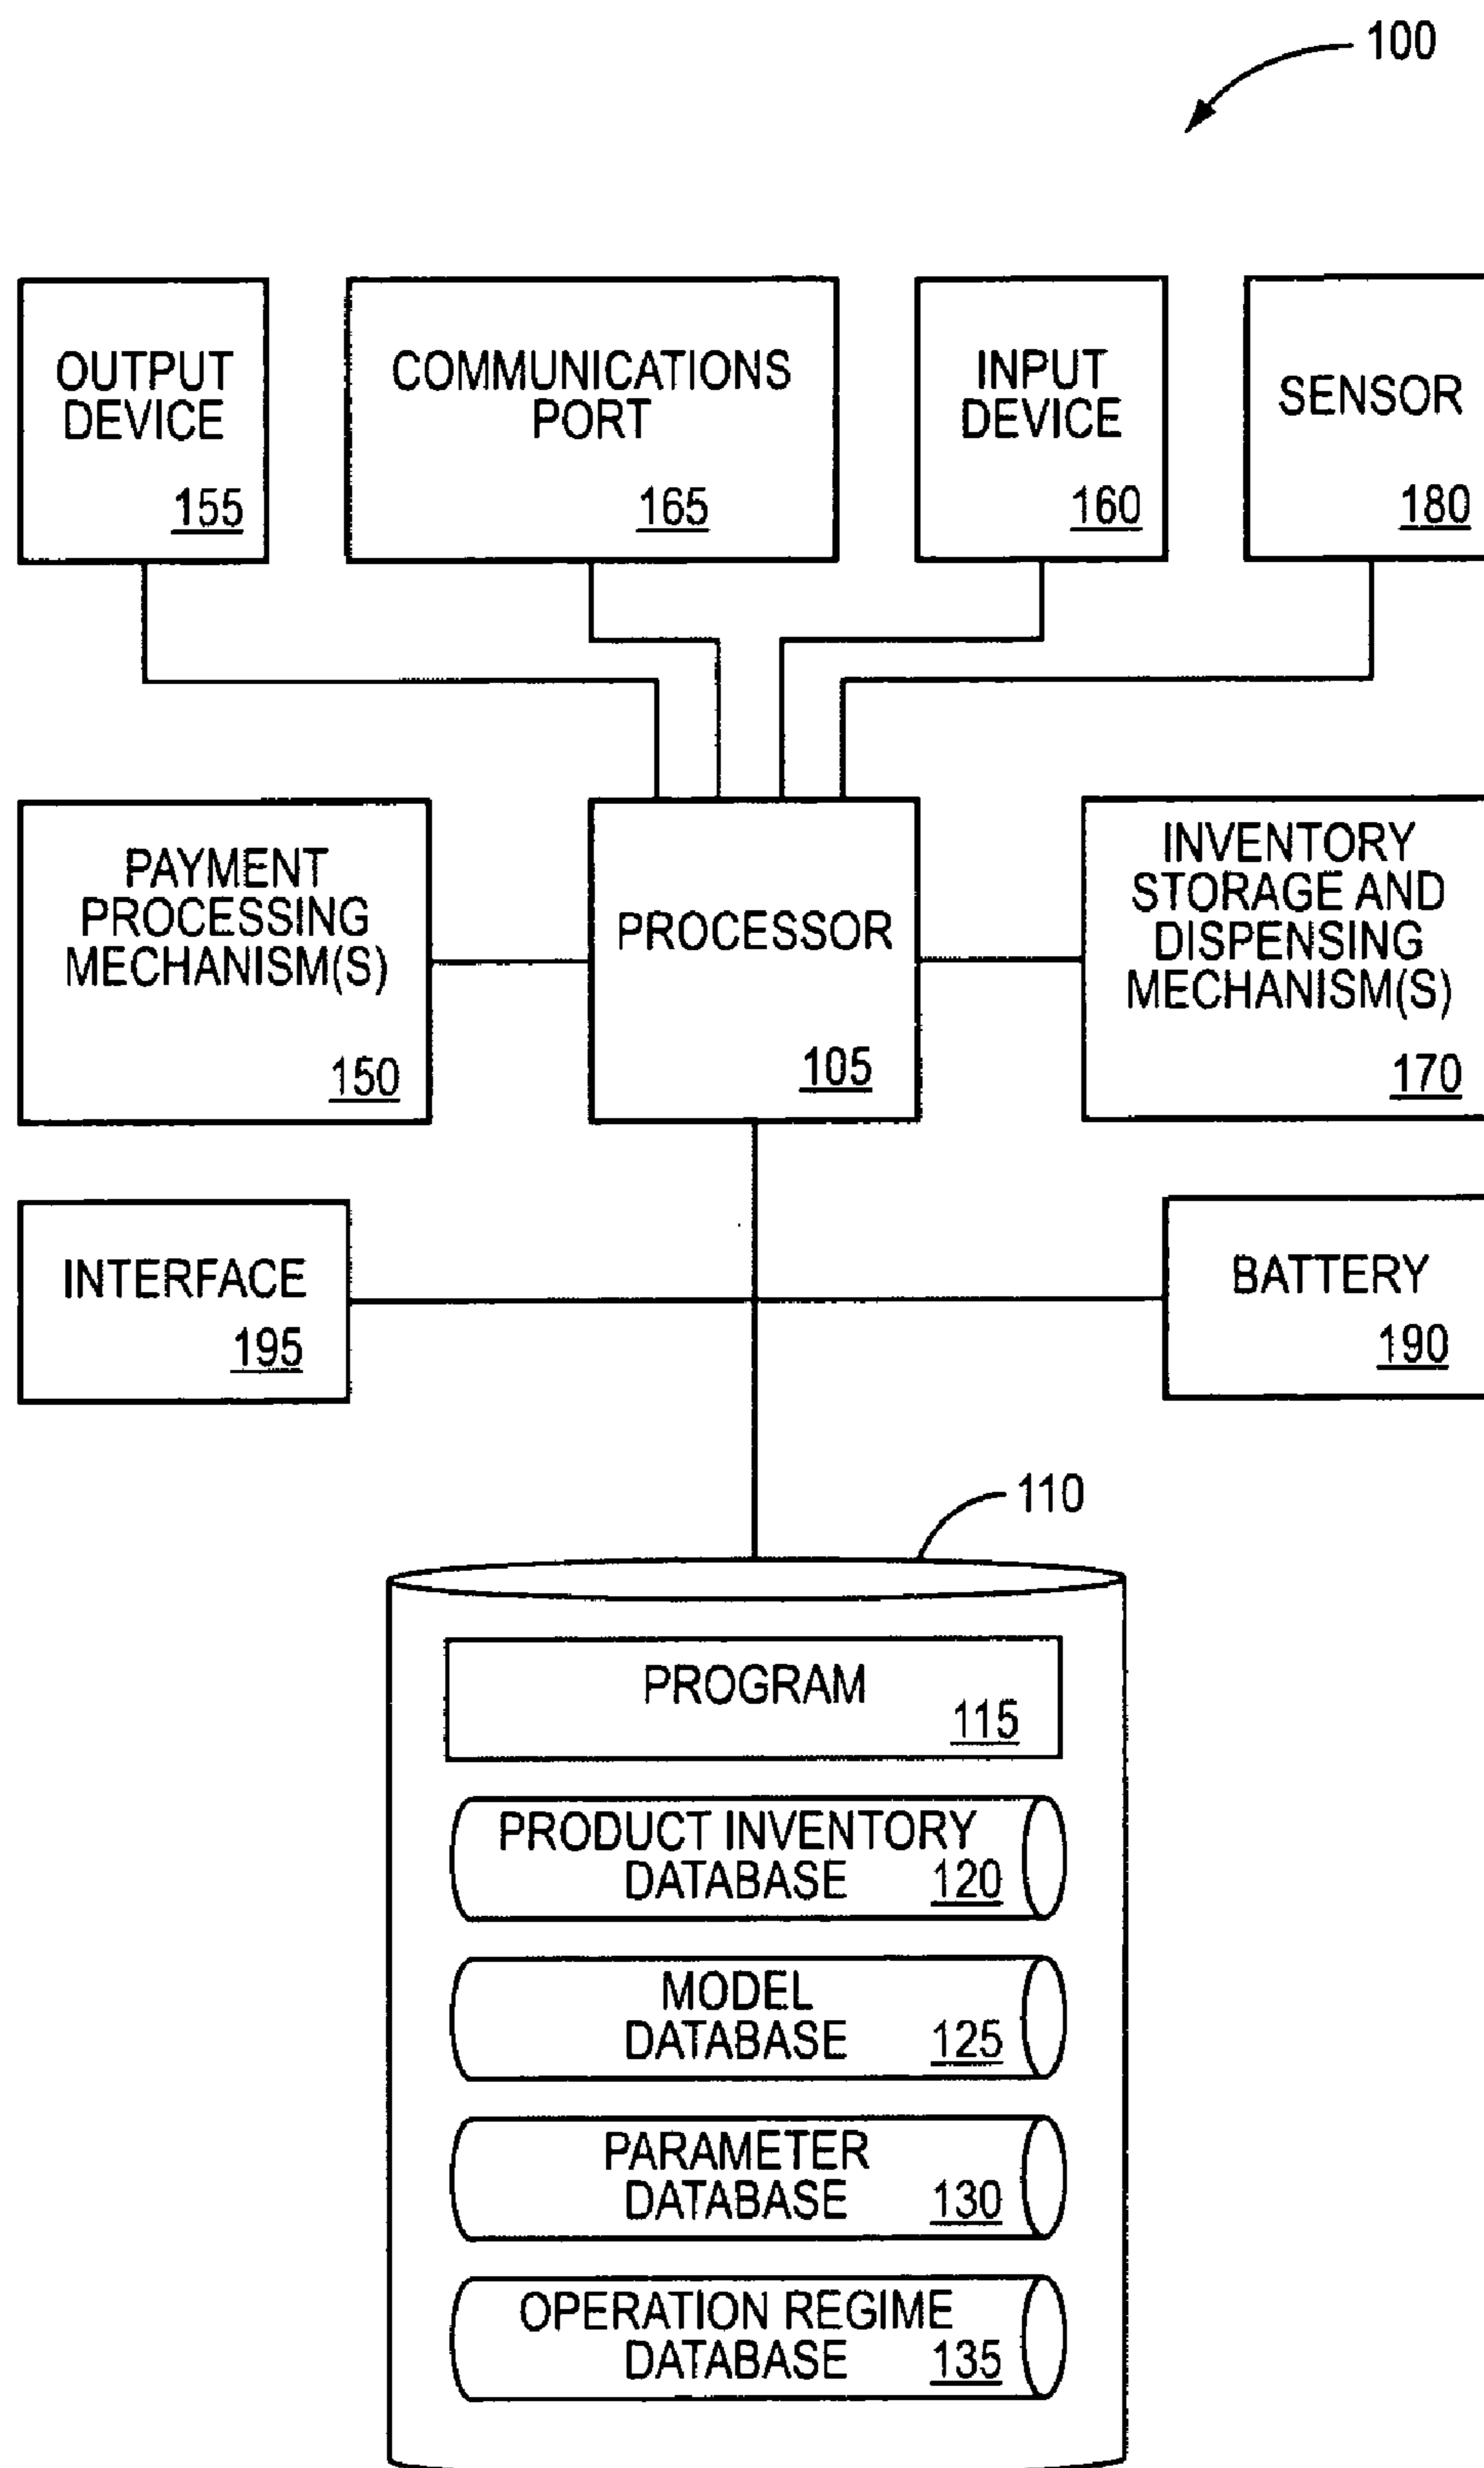 100
OUTPUT
DEVICE
155
COMMUNICATIONS
PORT
165
INPUT
DEVICE
160
SENSOR
180
PAYMENT
PROCESSING
MECHANISM(S)
150
PROCESSOR
105
INVENTORY
STORAGE AND
DISPENSING
MECHANISM(S)
170
INTERFACE
195
BATTERY
190
110
PROGRAM
115
PRODUCT INVENTORY
DATABASE 120
MODEL
DATABASE 125
PARAMETER
DATABASE 130
OPERATION REGIME
DATABASE 135